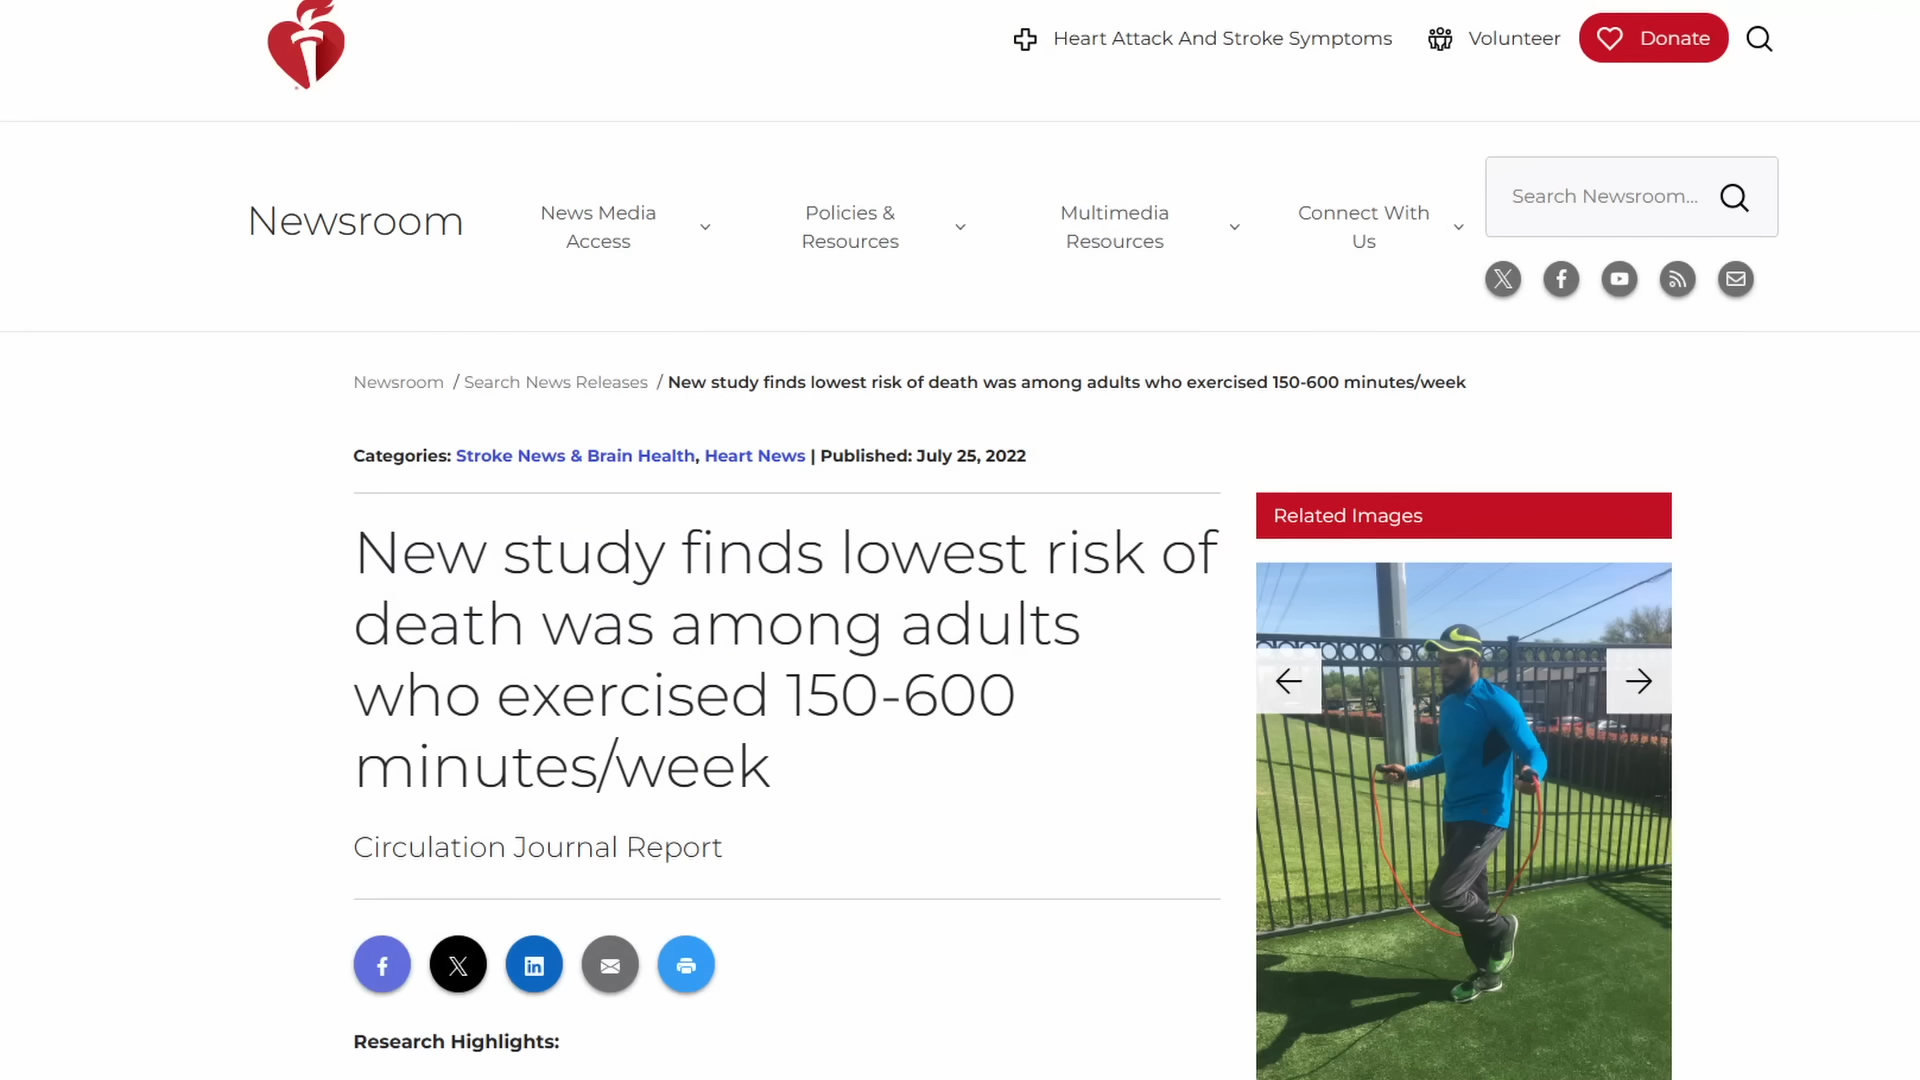 Heart Attack And Stroke Symptoms
Volunteer
Donate
Newsroom
News Media
Access
Policies &
Resources
Multimedia
Resources
Connect With
Us
Search Newsroom...
Newsroom / Search News Releases / New study finds lowest risk of death was among adults who exercised 150-600 minutes/week
Categories: Stroke News & Brain Health, Heart News | Published: July 25, 2022
New study finds lowest risk of
death was among adults
who exercised 150-600
minutes/week
Circulation Journal Report
Research Highlights:
Related Images